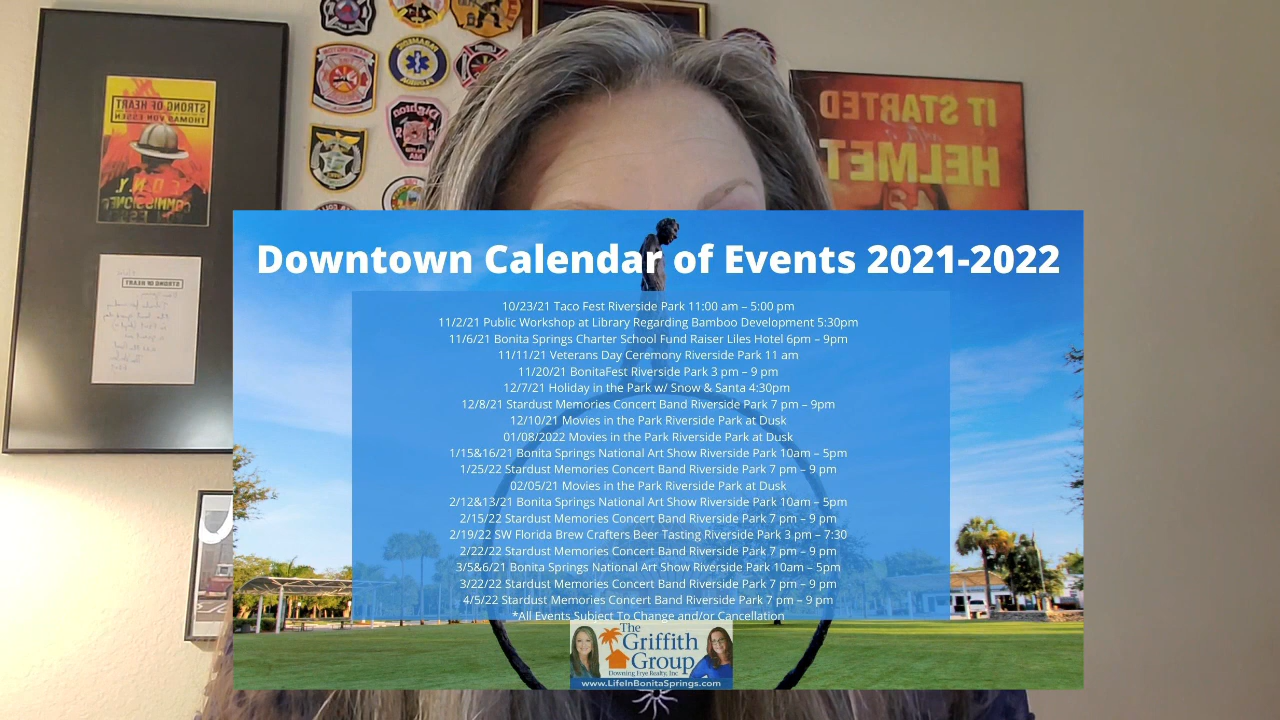 STRONG OF HEART
THOMAS VON ESSEN
F.D.N.Y.
STRONG OF HEART
PARAMEDIC
Dighton
MA
IT STARTED
with a
HELMET
Downtown Calendar of Events 2021-2022
10/23/21 Taco Fest Riverside Park 11:00 am – 5:00 pm
11/2/21 Public Workshop at Library Regarding Bamboo Development 5:30pm
11/6/21 Bonita Springs Charter School Fund Raiser Liles Hotel 6pm – 9pm
11/11/21 Veterans Day Ceremony Riverside Park 11 am
11/20/21 BonitaFest Riverside Park 3 pm – 9 pm
12/7/21 Holiday in the Park w/ Snow & Santa 4:30pm
12/8/21 Stardust Memories Concert Band Riverside Park 7 pm – 9pm
12/10/21 Movies in the Park Riverside Park at Dusk
01/08/2022 Movies in the Park Riverside Park at Dusk
1/15&16/21 Bonita Springs National Art Show Riverside Park 10am – 5pm
1/25/22 Stardust Memories Concert Band Riverside Park 7 pm – 9 pm
02/05/21 Movies in the Park Riverside Park at Dusk
2/12&13/21 Bonita Springs National Art Show Riverside Park 10am – 5pm
2/15/22 Stardust Memories Concert Band Riverside Park 7 pm – 9 pm
2/19/22 SW Florida Brew Crafters Beer Tasting Riverside Park 3 pm – 7:30
2/22/22 Stardust Memories Concert Band Riverside Park 7 pm – 9 pm
3/5&6/21 Bonita Springs National Art Show Riverside Park 10am – 5pm
3/22/22 Stardust Memories Concert Band Riverside Park 7 pm – 9 pm
4/5/22 Stardust Memories Concert Band Riverside Park 7 pm – 9 pm
*All Events Subject To Change and/or Cancellation
The
Griffith
Group
Downing Frye Realty, Inc
www.LifeInBonitaSprings.com